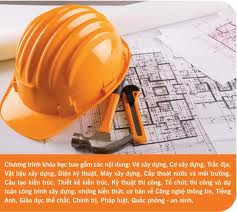 Chương trình khóa học bao gồm các nội dung: Vẽ xây dựng, Cơ xây dựng, Trắc địa,
Vật liệu xây dựng, Điện kỹ thuật, Máy xây dựng, Cấp thoát nước và môi trường,
Cấu tạo kiến trúc, Thiết kế kiến trúc, Kỹ thuật thi công, Tổ chức thi công và dự
toán công trình xây dựng, những kiến thức cơ bản về Công nghệ thông tin, Tiếng
Anh, Giáo dục thể chất, Chính trị, Pháp luật, Quốc phòng - an ninh.